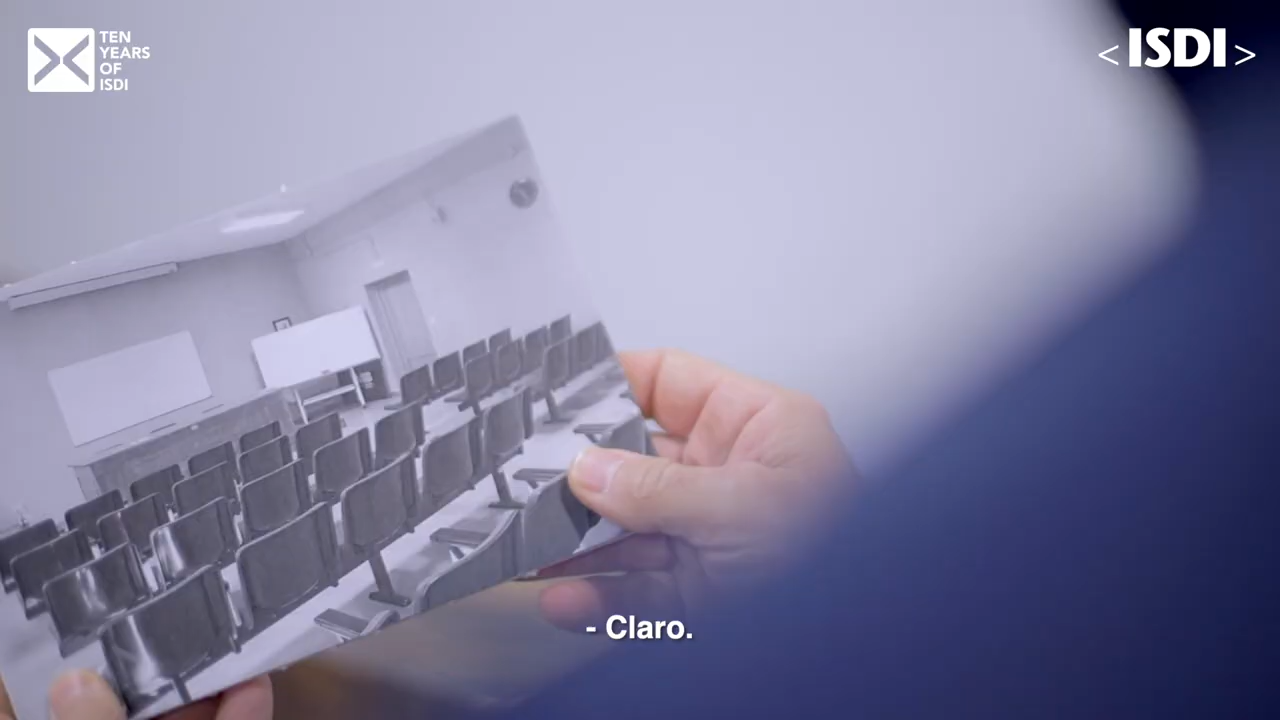 TEN
YEARS
OF
ISDI
<ISDI>
- Claro.